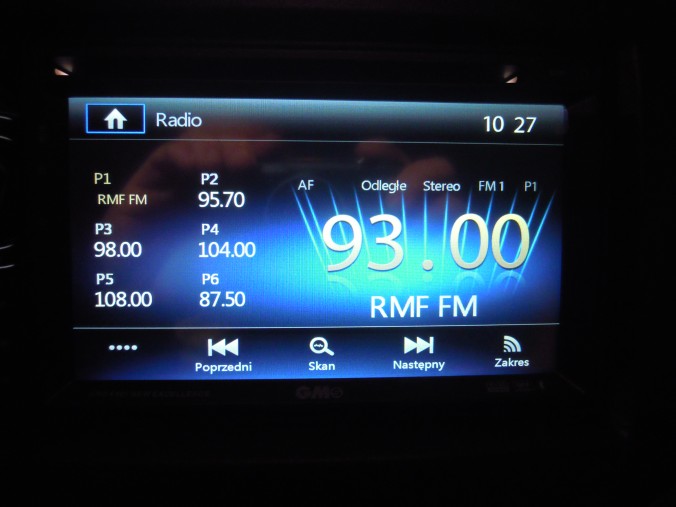 Radio
10 27
P1
RMF FM
P2
95.70
P3
98.00
P4
104.00
P5
108.00
P6
87.50
AF Odległe Stereo FM 1 P1
93.00
RMF FM
Poprzedni
Skan
Następny
Zakres